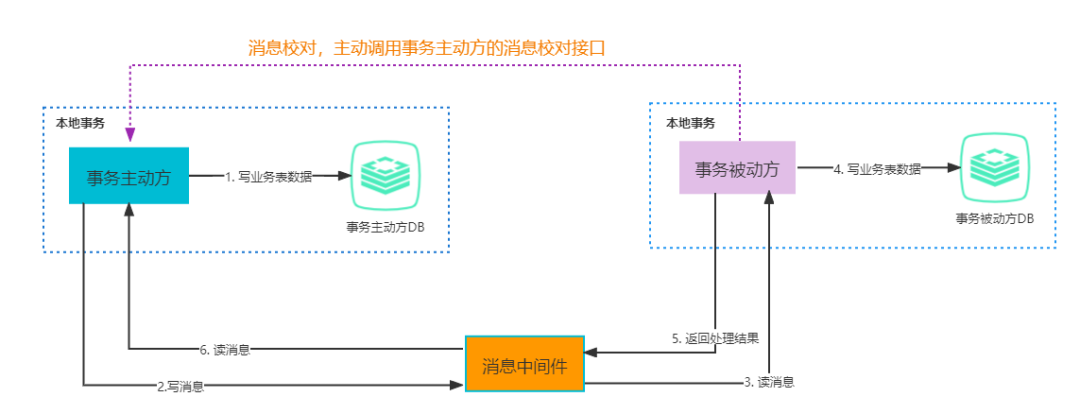 消息校对，主动调用事务主动方的消息校对接口
本地事务
事务主动方
1. 写业务表数据
事务主动方DB
本地事务
事务被动方
4. 写业务表数据
事务被动方DB
5. 返回处理结果
6. 读消息
消息中间件
2.写消息
3. 读消息